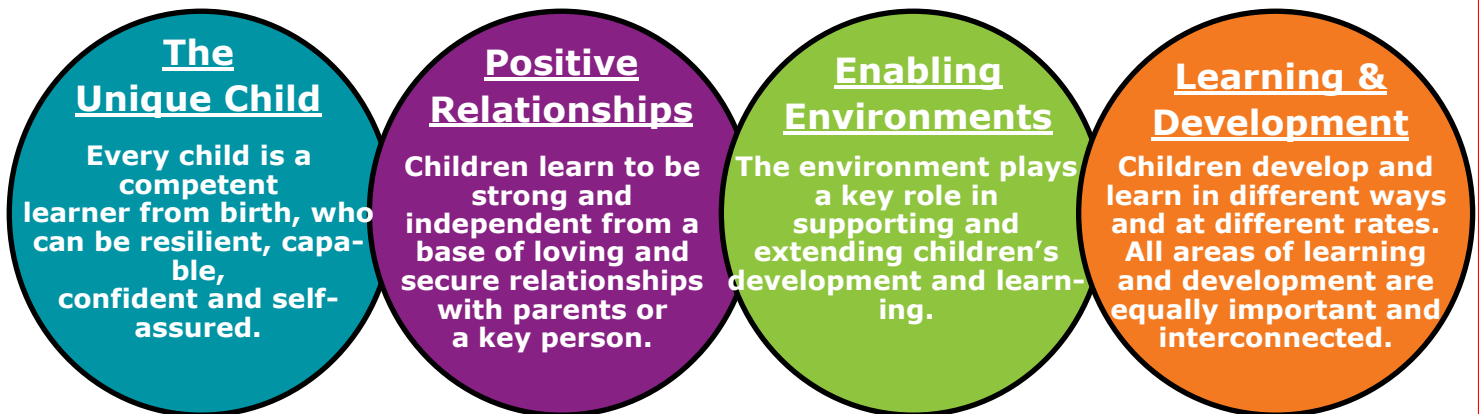 The
Unique Child
Every child is a
competent
learner from birth, who
can be resilient, capa-
ble,
confident and self-
assured.
Positive
Relationships
Children learn to be
strong and
independent from a
base of loving and
secure relationships
with parents or
a key person.
Enabling
Environments
The environment plays
a key role in
supporting and
extending children’s
development and learn-
ing.
Learning &
Development
Children develop and
learn in different ways
and at different rates.
All areas of learning
and development are
equally important and
interconnected.